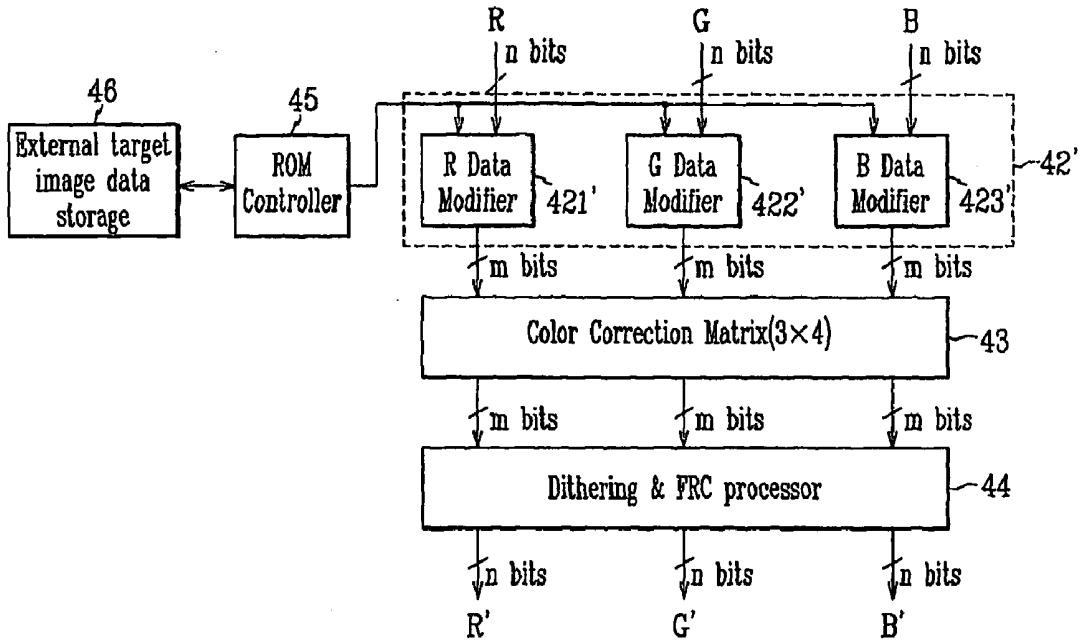 R G B
n bits n bits n bits
46 45
External target
image data
storage
ROM
Controller
R Data
Modifier
421'
G Data
Modifier
422'
B Data
Modifier
423'
42'
m bits m bits m bits
Color Correction Matrix(3×4)
43
m bits m bits m bits
Dithering & FRC processor
44
n bits n bits n bits
R' G' B'